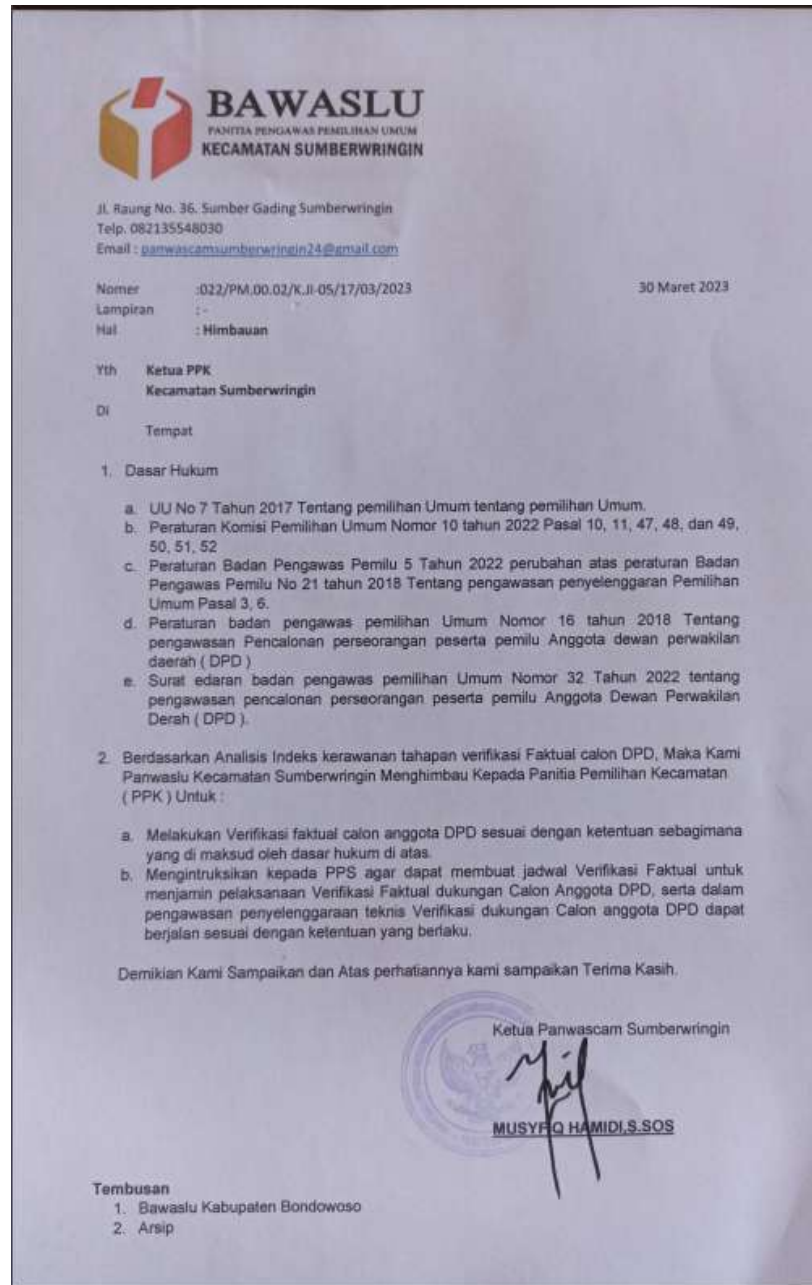 BAWASLU
PANITIA PENGAWAS PEMILIHAN UMUM
KECAMATAN SUMBERWRINGIN
Jl. Raung No. 36. Sumber Gading Sumberwringin
Telp. 082135548030
Email : panwascamsumberwringin24@gmail.com
Nomer :022/PM.00.02/K.JI-05/17/03/2023 30 Maret 2023
Lampiran : -
Hal : Himbauan
Yth Ketua PPK
Kecamatan Sumberwringin
Di
Tempat
1. Dasar Hukum
a. UU No 7 Tahun 2017 Tentang pemilihan Umum tentang pemilihan Umum.
b. Peraturan Komisi Pemilihan Umum Nomor 10 tahun 2022 Pasal 10, 11, 47, 48, dan 49,
50, 51, 52
c. Peraturan Badan Pengawas Pemilu 5 Tahun 2022 perubahan atas peraturan Badan
Pengawas Pemilu No 21 tahun 2018 Tentang pengawasan penyelenggaran Pemilihan
Umum Pasal 3, 6.
d. Peraturan badan pengawas pemilihan Umum Nomor 16 tahun 2018 Tentang
pengawasan Pencalonan perseorangan peserta pemilu Anggota dewan perwakilan
daerah ( DPD )
e. Surat edaran badan pengawas pemilihan Umum Nomor 32 Tahun 2022 tentang
pengawasan pencalonan perseorangan peserta pemilu Anggota Dewan Perwakilan
Derah ( DPD ).
2. Berdasarkan Analisis Indeks kerawanan tahapan verifikasi Faktual calon DPD, Maka Kami
Panwaslu Kecamatan Sumberwringin Menghimbau Kepada Panitia Pemilihan Kecamatan
( PPK ) Untuk :
a. Melakukan Verifikasi faktual calon anggota DPD sesuai dengan ketentuan sebagimana
yang di maksud oleh dasar hukum di atas.
b. Mengintruksikan kepada PPS agar dapat membuat jadwal Verifikasi Faktual untuk
menjamin pelaksanaan Verifikasi Faktual dukungan Calon Anggota DPD, serta dalam
pengawasan penyelenggaraan teknis Verifikasi dukungan Calon anggota DPD dapat
berjalan sesuai dengan ketentuan yang berlaku.
Demikian Kami Sampaikan dan Atas perhatiannya kami sampaikan Terima Kasih.
Ketua Panwascam Sumberwringin
MUSYFIQ HAMIDI,S.SOS
Tembusan
1. Bawaslu Kabupaten Bondowoso
2. Arsip